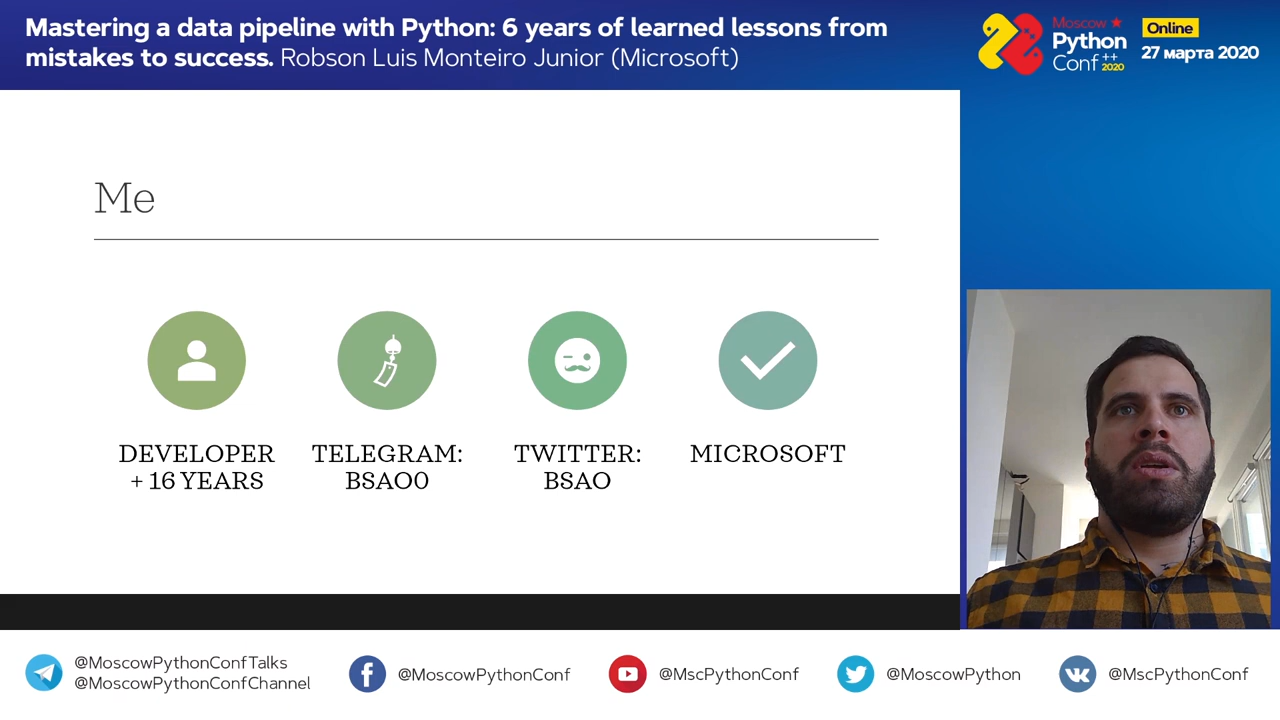 Mastering a data pipeline with Python: 6 years of learned lessons from
mistakes to success. Robson Luis Monteiro Junior (Microsoft)
Moscow
Python
Conf ++
2020
Online
27 марта 2020
Me
DEVELOPER
+ 16 YEARS
TELEGRAM:
BSAO0
TWITTER:
BSAO
MICROSOFT
@MoscowPythonConfTalks
@MoscowPythonConfChannel
@MoscowPythonConf
@MscPythonConf
@MoscowPython
@MscPythonConf